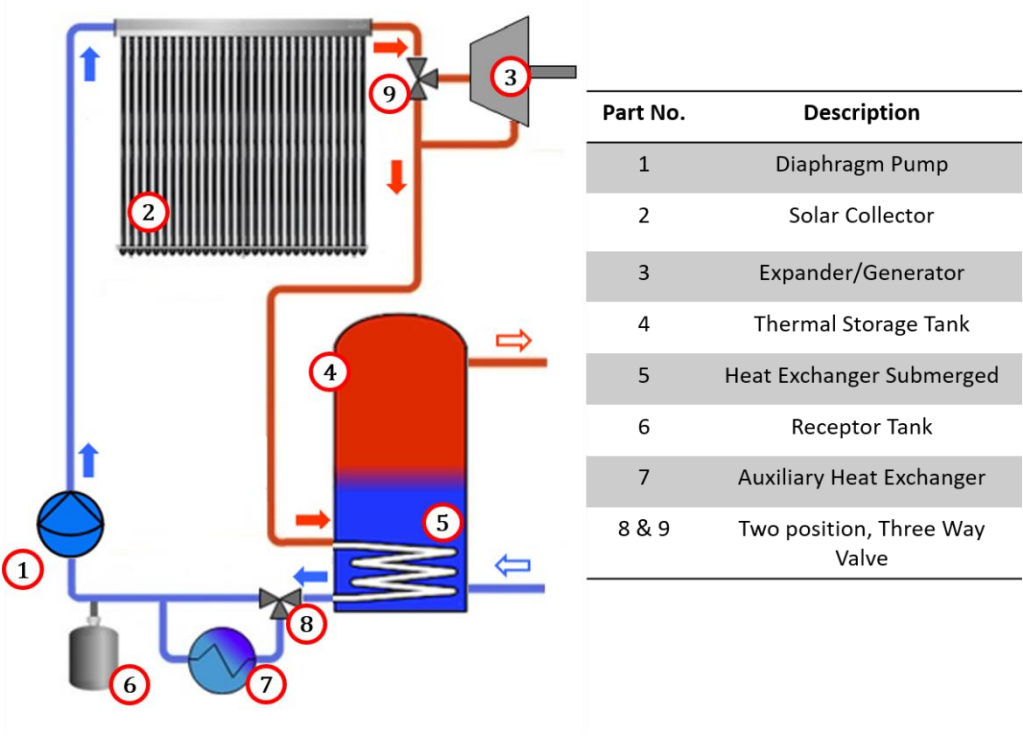 9
3
2
4
5
1
8
6
7
Part No. Description
1 Diaphragm Pump
2 Solar Collector
3 Expander/Generator
4 Thermal Storage Tank
5 Heat Exchanger Submerged
6 Receptor Tank
7 Auxiliary Heat Exchanger
8 & 9 Two position, Three Way
Valve